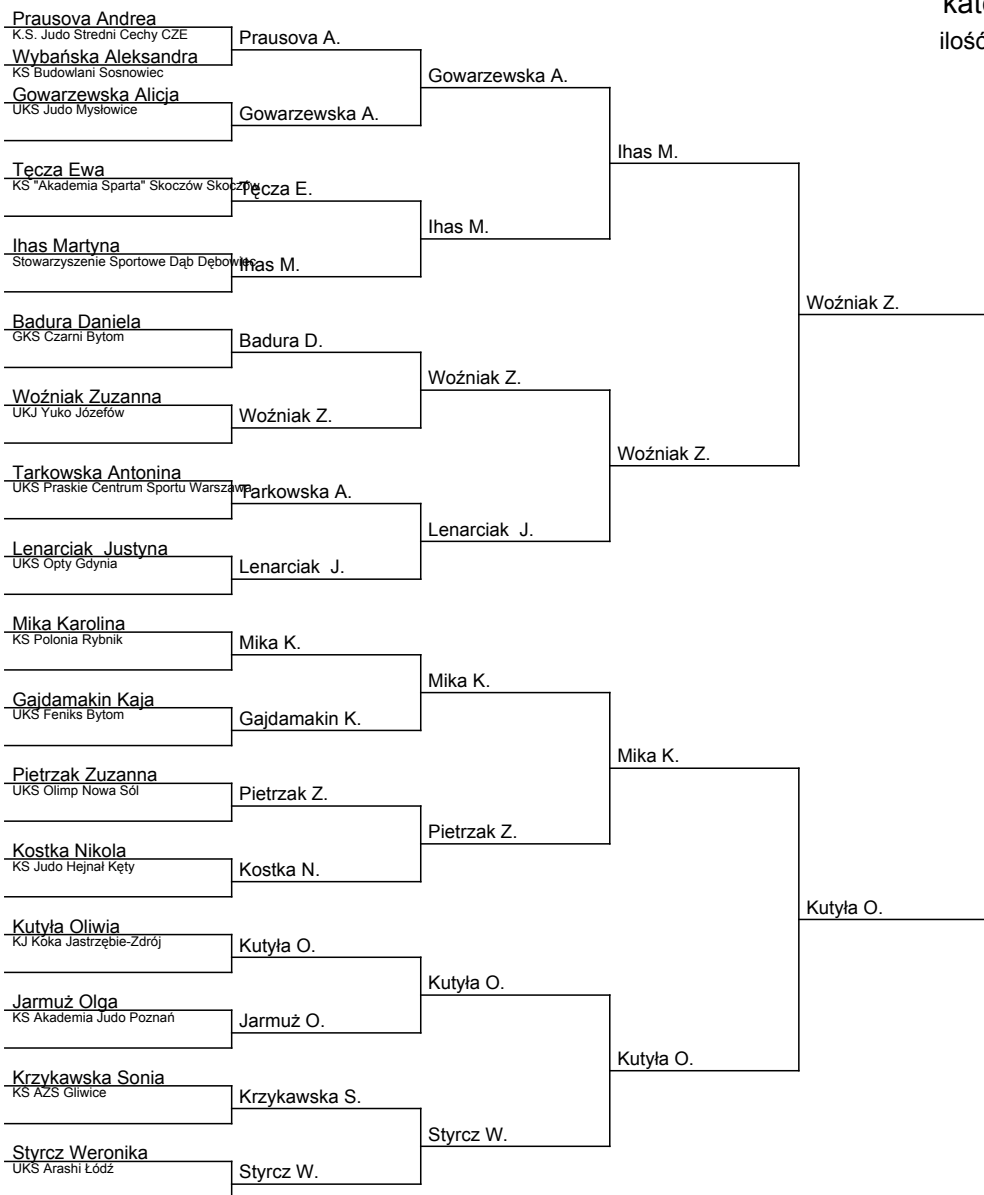 kat
ilość
Prausova Andrea
K.S. Judo Stredni Cechy CZE
Wybańska Aleksandra
KS Budowlani Sosnowiec
Gowarzewska Alicja
UKS Judo Mysłowice
Tęcza Ewa
KS "Akademia Sparta" Skoczów Skoczów
Ihas Martyna
Stowarzyszenie Sportowe Dąb Dębowiec
Badura Daniela
GKS Czarni Bytom
Woźniak Zuzanna
UKJ Yuko Józefów
Tarkowska Antonina
UKS Praskie Centrum Sportu Warszawa
Lenarciak Justyna
UKS Opty Gdynia
Mika Karolina
KS Polonia Rybnik
Gajdamakin Kaja
UKS Feniks Bytom
Pietrzak Zuzanna
UKS Olimp Nowa Sól
Kostka Nikola
KS Judo Hejnał Kęty
Kutyła Oliwia
KJ Koka Jastrzębie-Zdrój
Jarmuż Olga
KS Akademia Judo Poznań
Krzykawska Sonia
KS AZS Gliwice
Styrcz Weronika
UKS Arashi Łódź
Prausova A.
Gowarzewska A.
Tęcza E.
Ihas M.
Badura D.
Woźniak Z.
Tarkowska A.
Lenarciak J.
Mika K.
Gajdamakin K.
Pietrzak Z.
Kostka N.
Kutyła O.
Jarmuż O.
Krzykawska S.
Styrcz W.
Gowarzewska A.
Ihas M.
Woźniak Z.
Lenarciak J.
Mika K.
Pietrzak Z.
Kutyła O.
Styrcz W.
Ihas M.
Woźniak Z.
Mika K.
Kutyła O.
Woźniak Z.
Kutyła O.